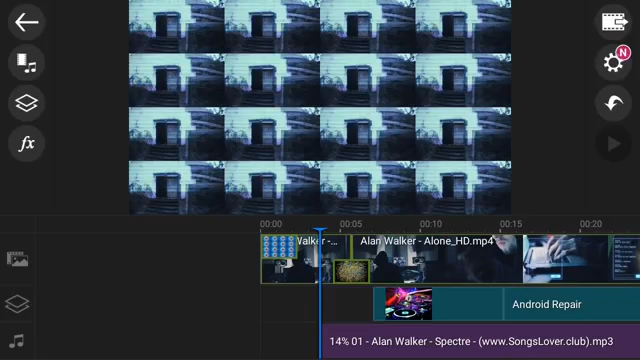 N
fx
00:00 00:05 00:10 00:15 00:20
Walker -... Alan Walker - Alone_HD.mp4
Android Repair
14% 01 - Alan Walker - Spectre - (www.SongsLover.club).mp3